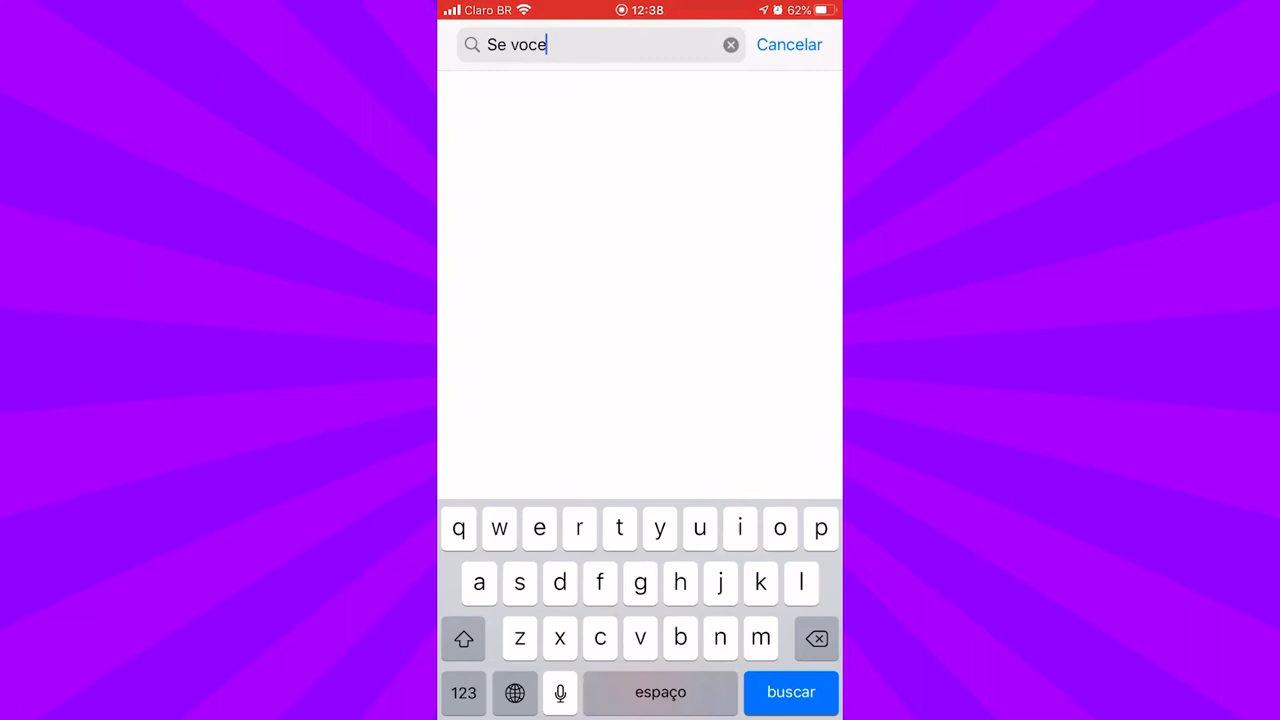 Claro BR 12:38 62%
Se voce Cancelar
q w e r t y u i o p
a s d f g h j k l
z x c v b n m
123 espaço buscar